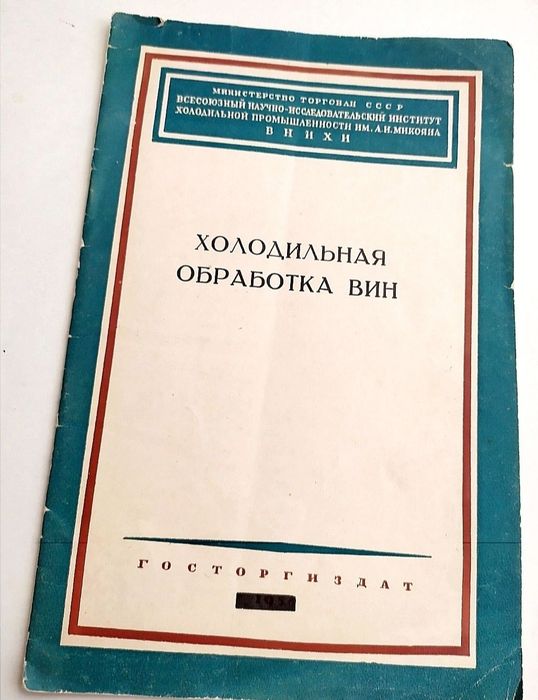 МИНИСТЕРСТВО ТОРГОВЛИ СССР
ВСЕСОЮЗНЫЙ НАУЧНО-ИССЛЕДОВАТЕЛЬСКИЙ ИНСТИТУТ
ХОЛОДИЛЬНОЙ ПРОМЫШЛЕННОСТИ ИМ. А.И. МИКОЯНА
ВНИХИ
ХОЛОДИЛЬНАЯ
ОБРАБОТКА ВИН
ГОСТОРГИЗДАТ